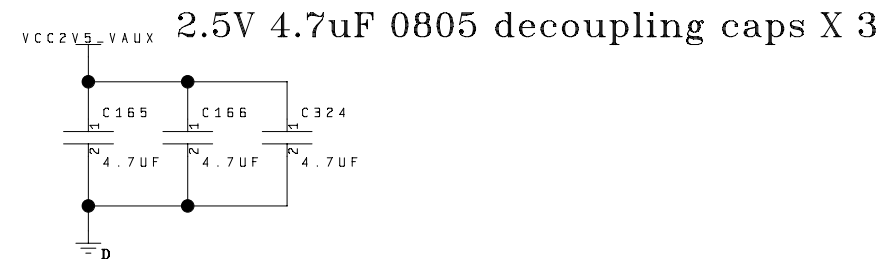 2.5V 4.7uF 0805 decoupling caps X 3
VCC2V5_VAUX
C165 C166 C324
1 1 1
2 2 2
4.7UF 4.7UF 4.7UF
D